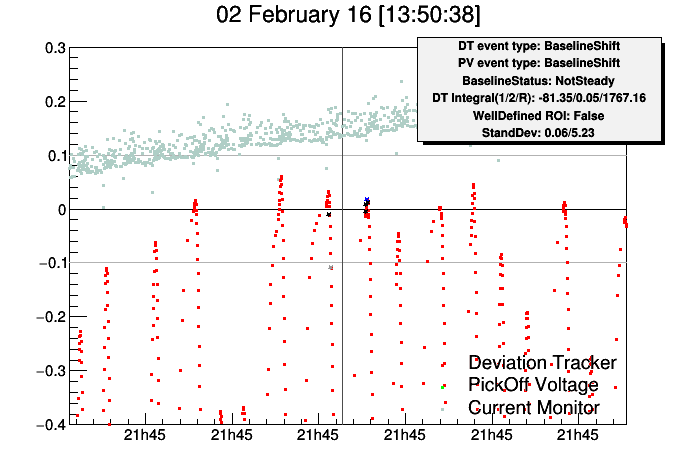 02 February 16 [13:50:38]
DT event type: BaselineShift
PV event type: BaselineShift
BaselineStatus: NotSteady
DT Integral(1/2/R): -81.35/0.05/1767.16
WellDefined ROI: False
StandDev: 0.06/5.23
0.3
0.2
0.1
0
−0.1
−0.2
−0.3
−0.4
Deviation Tracker
PickOff Voltage
Current Monitor
21h45 21h45 21h45 21h45 21h45 21h45